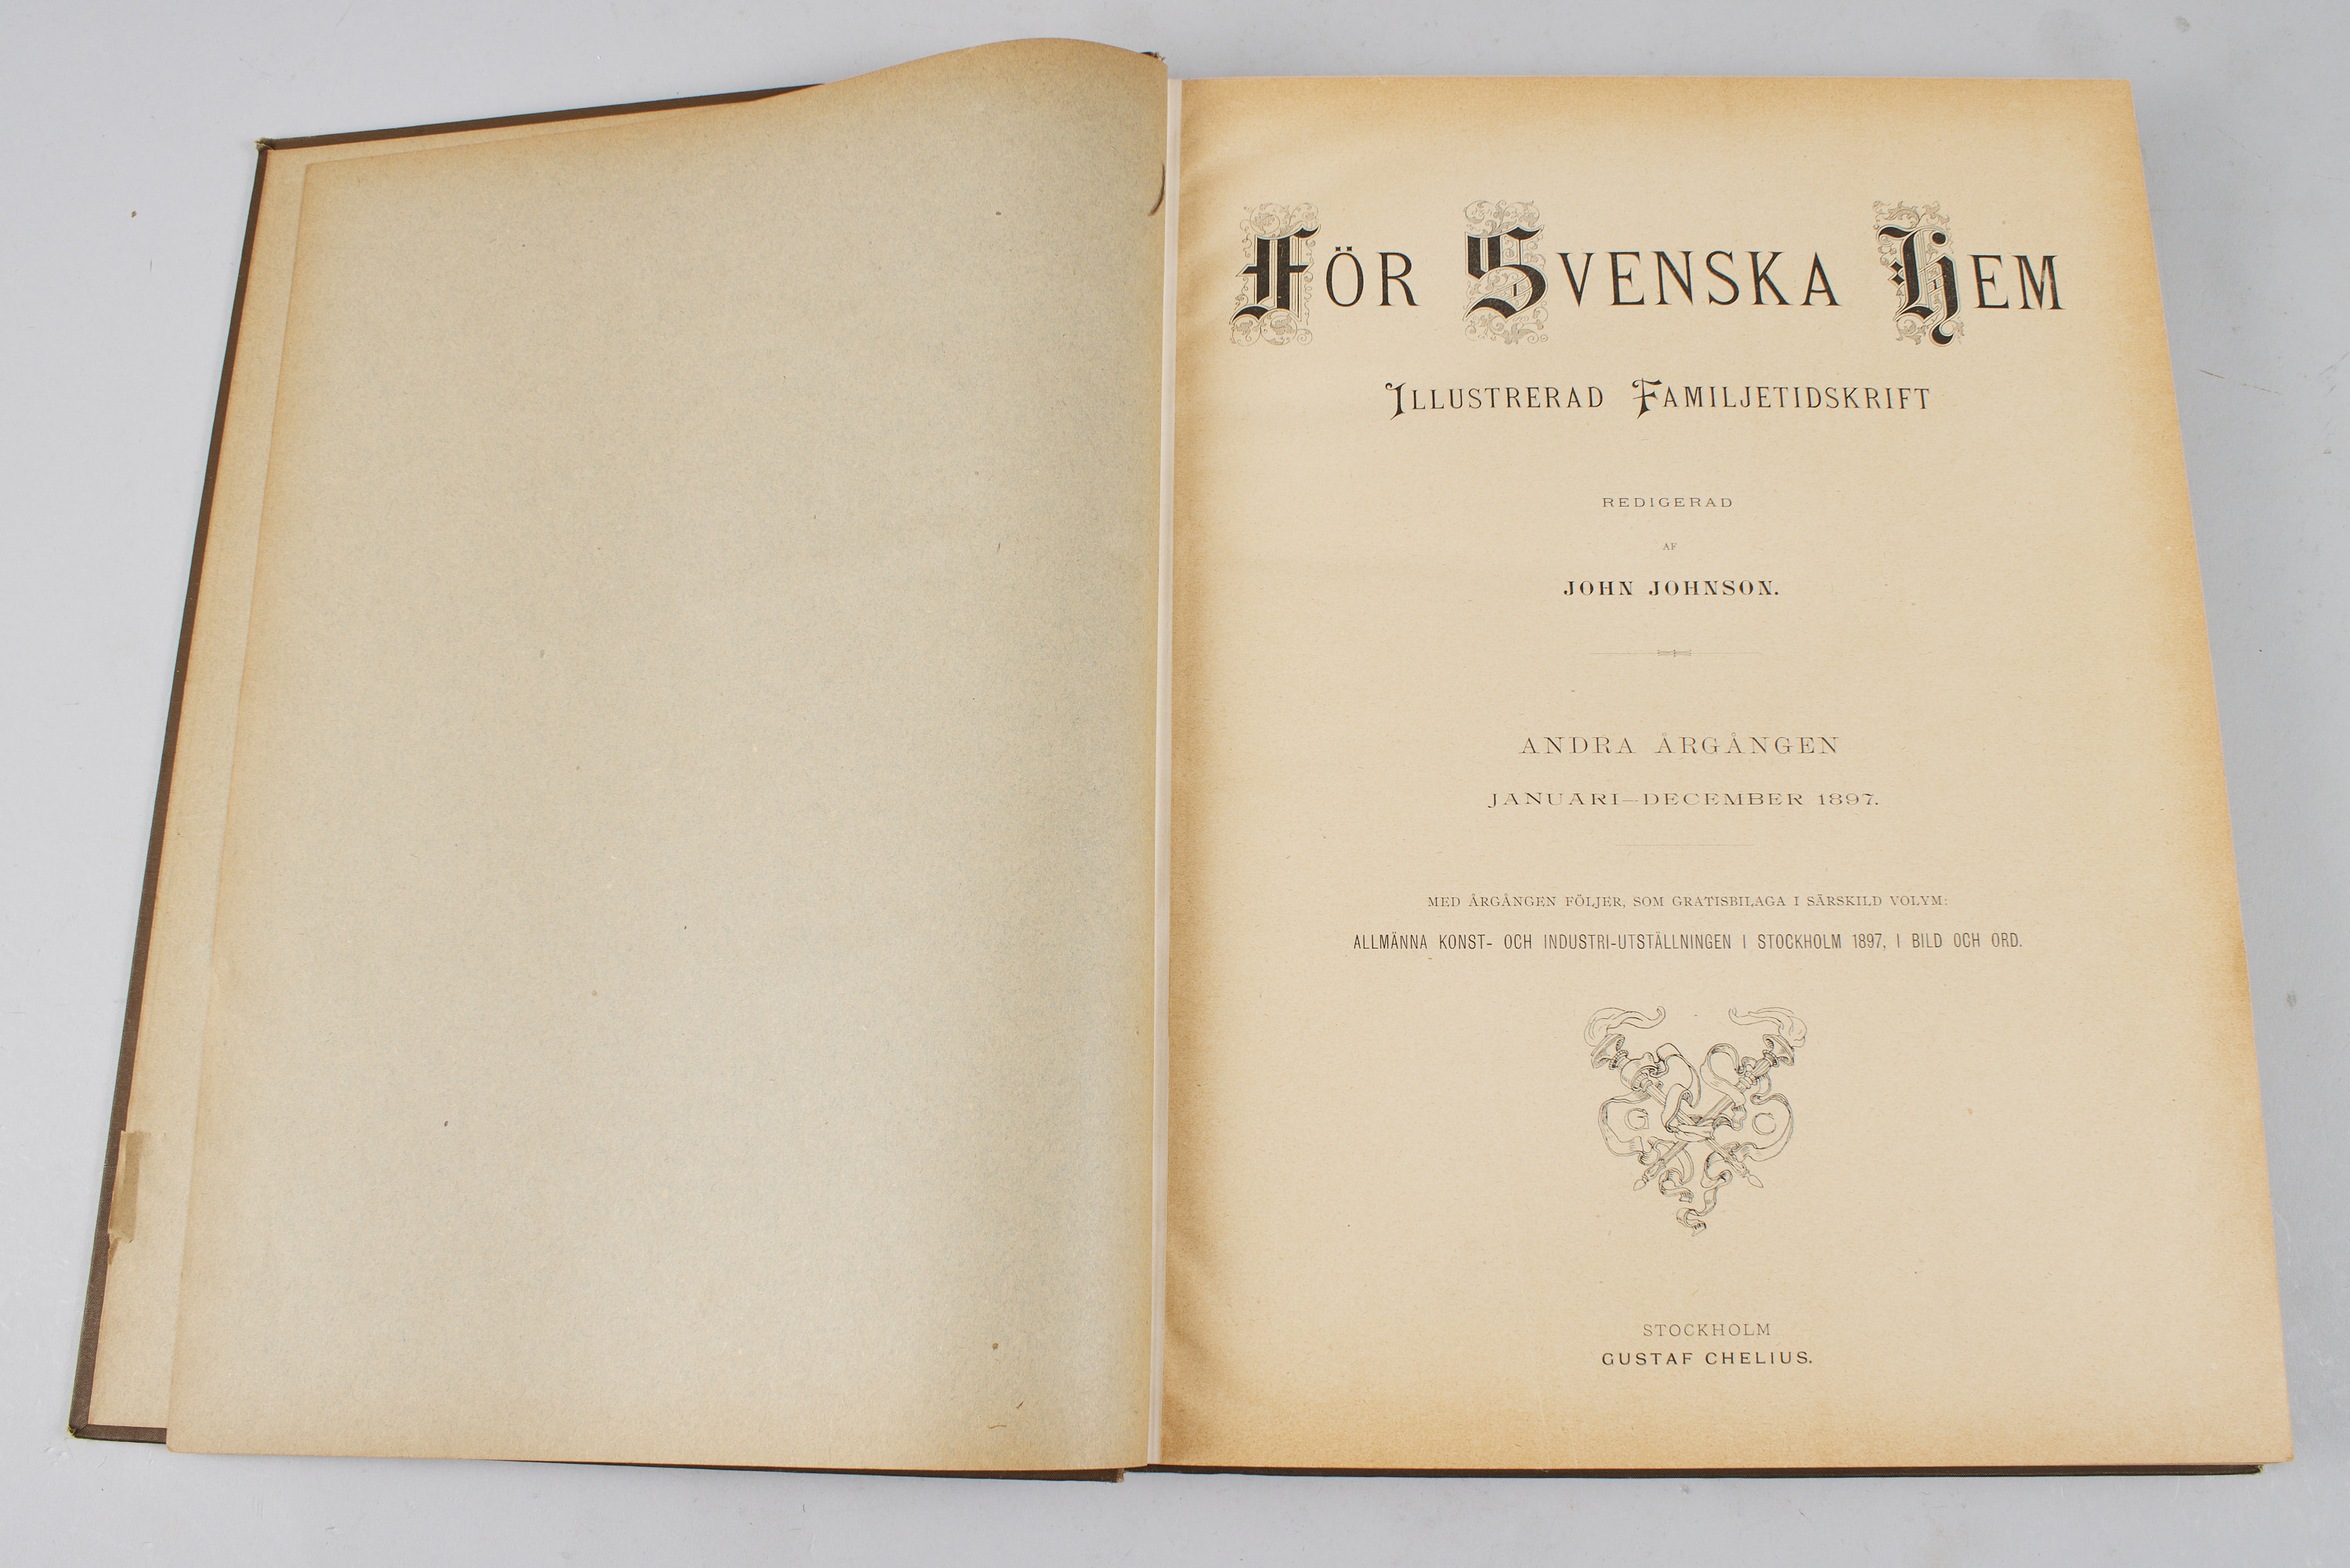 FÖR SVENSKA HEM
ILLUSTRERAD FAMILJETIDSKRIFT
REDIGERAD
AF
JOHN JOHNSON.
ANDRA ÅRGÅNGEN
JANUARI–DECEMBER 1897.
MED ÅRGÅNGEN FÖLJER, SOM GRATISBILAGA I SÄRSKILD VOLYM:
ALLMÄNNA KONST- OCH INDUSTRI-UTSTÄLLNINGEN I STOCKHOLM 1897, I BILD OCH ORD.
G C
STOCKHOLM
GUSTAF CHELIUS.